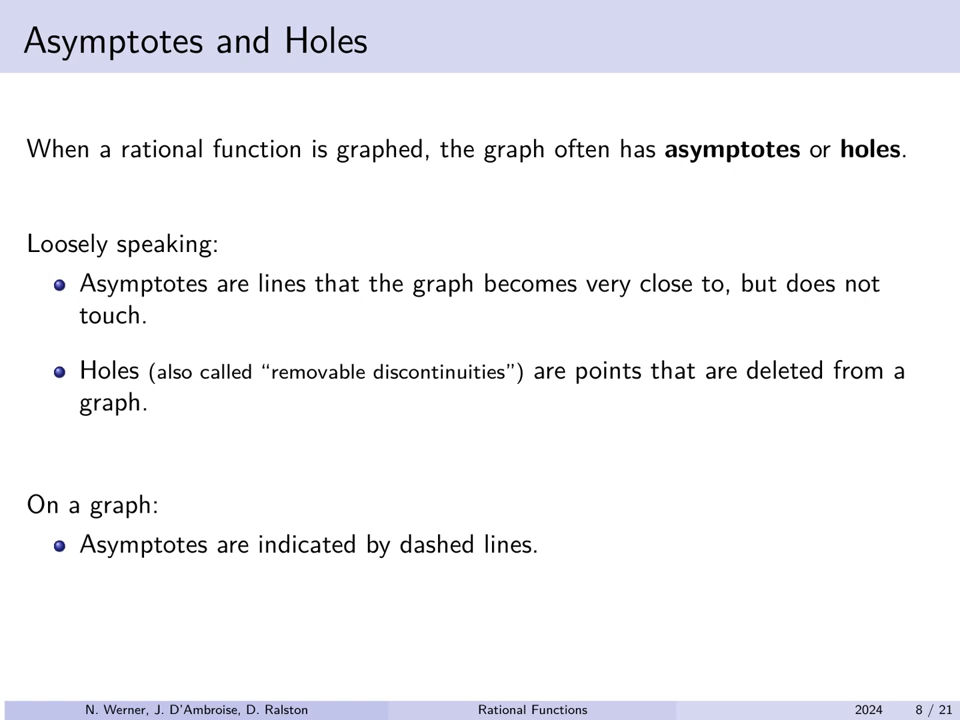 Asymptotes and Holes
When a rational function is graphed, the graph often has asymptotes or holes.
Loosely speaking:
Asymptotes are lines that the graph becomes very close to, but does not
touch.
Holes (also called “removable discontinuities”) are points that are deleted from a
graph.
On a graph:
Asymptotes are indicated by dashed lines.
N. Werner, J. D'Ambroise, D. Ralston Rational Functions 2024 8 / 21